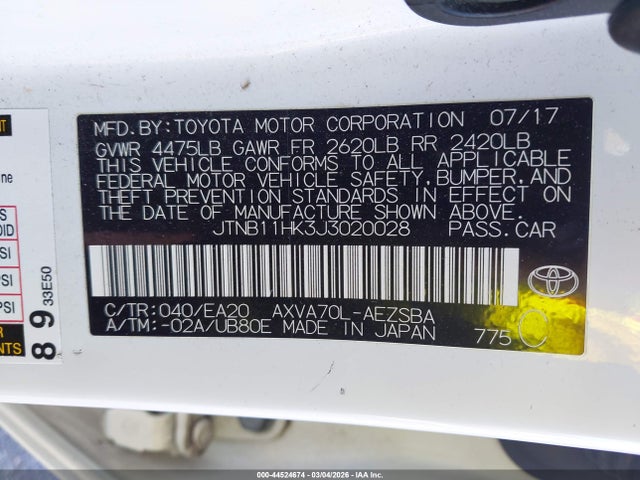 MFD. BY: TOYOTA MOTOR CORPORATION 07/17
GVWR 4475LB GAWR FR 2620LB RR 2420LB
THIS VEHICLE CONFORMS TO ALL APPLICABLE
FEDERAL MOTOR VEHICLE SAFETY, BUMPER, AND
THEFT PREVENTION STANDARDS IN EFFECT ON
THE DATE OF MANUFACTURE SHOWN ABOVE.
JTNB11HK3J3020028 PASS.CAR
C/TR: 040/EA20 AXVA70L-AEZSBA
A/TM: -02A/UB80E MADE IN JAPAN 775 C
89
33E50
PSI
000-44524674 | 03/04/2026 | IAAI.COM